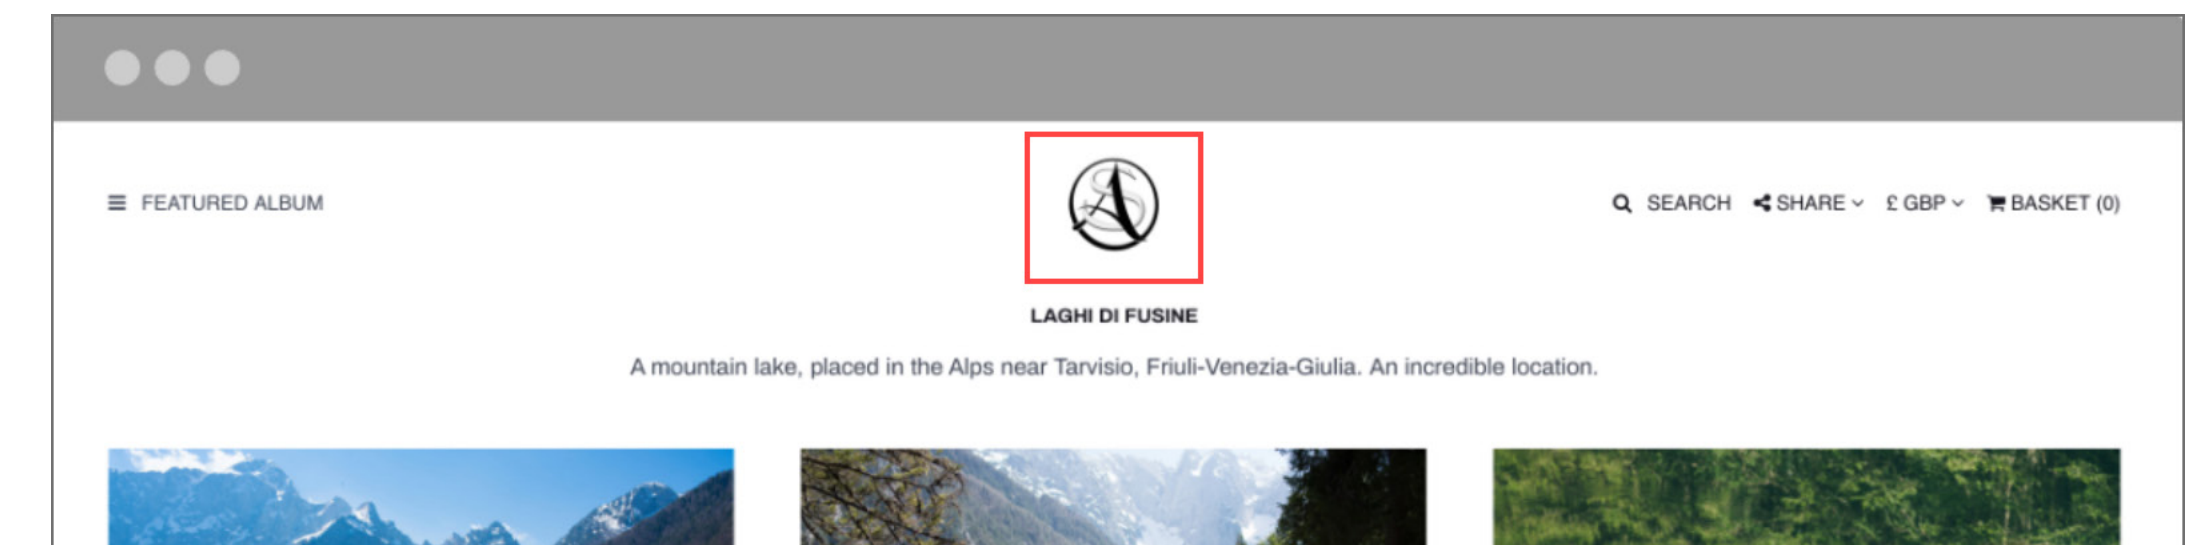 FEATURED ALBUM
AS
SEARCH SHARE £ GBP BASKET (0)
LAGHI DI FUSINE
A mountain lake, placed in the Alps near Tarvisio, Friuli-Venezia-Giulia. An incredible location.